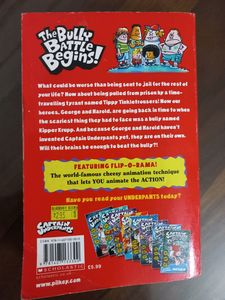 The BULLY
BATTLE
Begins!
What could be worse than being sent to jail for the rest of
your life? How about being pulled from prison by a time-
travelling tyrant named Tippy Tinkletrousers! Now our
heroes, George and Harold, are going back in time to when
the scariest thing they had to face was a bully named
Kipper Krupp. And because George and Harold haven't
created Captain Underpants yet, they are on their own.
Will their brains be enough to beat the bully?!
FEATURING FLIP-O-RAMA!
The world-famous cheesy animation technique
that lets YOU animate the ACTION!
Have you read your UNDERPANTS today?
CAPTAIN
UNDERPANTS
SCHOLASTIC
£5.99
www.scholastic.co.uk
www.pilkey.com